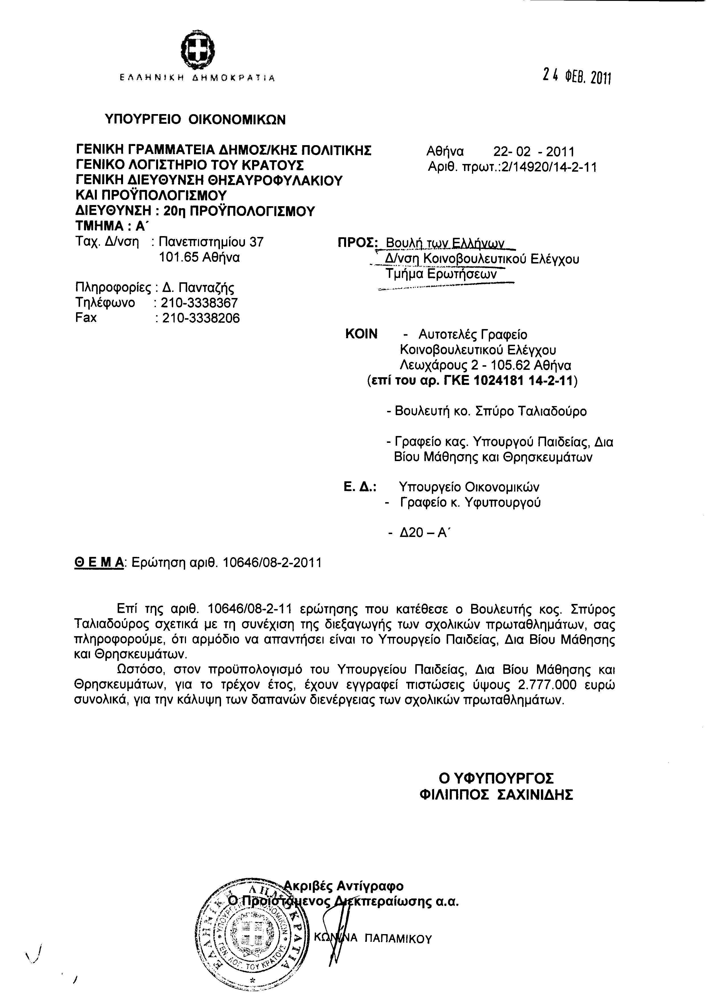 ΕΛΛΗΝΙΚΗ ΔΗΜΟΚΡΑΤΙΑ
24 ΦΕΒ. 2011
ΥΠΟΥΡΓΕΙΟ ΟΙΚΟΝΟΜΙΚΩΝ
ΓΕΝΙΚΗ ΓΡΑΜΜΑΤΕΙΑ ΔΗΜΟΣ/ΚΗΣ ΠΟΛΙΤΙΚΗΣ
ΓΕΝΙΚΟ ΛΟΓΙΣΤΗΡΙΟ ΤΟΥ ΚΡΑΤΟΥΣ
ΓΕΝΙΚΗ ΔΙΕΥΘΥΝΣΗ ΘΗΣΑΥΡΟΦΥΛΑΚΙΟΥ
ΚΑΙ ΠΡΟΫΠΟΛΟΓΙΣΜΟΥ
ΔΙΕΥΘΥΝΣΗ : 20η ΠΡΟΫΠΟΛΟΓΙΣΜΟΥ
ΤΜΗΜΑ : Α΄
Ταχ. Δ/νση : Πανεπιστημίου 37
101.65 Αθήνα
Πληροφορίες : Δ. Πανταζής
Τηλέφωνο : 210-3338367
Fax : 210-3338206
Αθήνα 22- 02 - 2011
Αριθ. πρωτ.:2/14920/14-2-11
ΠΡΟΣ: Βουλή των Ελλήνων
Δ/νση Κοινοβουλευτικού Ελέγχου
Τμήμα Ερωτήσεων
ΚΟΙΝ - Αυτοτελές Γραφείο
Κοινοβουλευτικού Ελέγχου
Λεωχάρους 2 - 105.62 Αθήνα
(επί του αρ. ΓΚΕ 1024181 14-2-11)
- Βουλευτή κο. Σπύρο Ταλιαδούρο
- Γραφείο κας. Υπουργού Παιδείας, Δια
Βίου Μάθησης και Θρησκευμάτων
Ε. Δ.: Υπουργείο Οικονομικών
- Γραφείο κ. Υφυπουργού
- Δ20 – Α΄
Θ Ε Μ Α: Ερώτηση αριθ. 10646/08-2-2011
Επί της αριθ. 10646/08-2-11 ερώτησης που κατέθεσε ο Βουλευτής κος. Σπύρος
Ταλιαδούρος σχετικά με τη συνέχιση της διεξαγωγής των σχολικών πρωταθλημάτων, σας
πληροφορούμε, ότι αρμόδιο να απαντήσει είναι το Υπουργείο Παιδείας, Δια Βίου Μάθησης
και Θρησκευμάτων.
Ωστόσο, στον προϋπολογισμό του Υπουργείου Παιδείας, Δια Βίου Μάθησης και
Θρησκευμάτων, για το τρέχον έτος, έχουν εγγραφεί πιστώσεις ύψους 2.777.000 ευρώ
συνολικά, για την κάλυψη των δαπανών διενέργειας των σχολικών πρωταθλημάτων.
Ο ΥΦΥΠΟΥΡΓΟΣ
ΦΙΛΙΠΠΟΣ ΣΑΧΙΝΙΔΗΣ
Ακριβές Αντίγραφο
Ο Προϊστάμενος Διεκπεραίωσης α.α.
ΚΩΝ/ΝΑ ΠΑΠΑΜΙΚΟΥ
ΕΛΛΗΝΙΚΗ ΔΗΜΟΚΡΑΤΙΑ
ΥΠΟΥΡΓΕΙΟ ΟΙΚΟΝΟΜΙΚΩΝ
ΓΕΝ. ΛΟΓ. ΤΟΥ ΚΡΑΤΟΥΣ